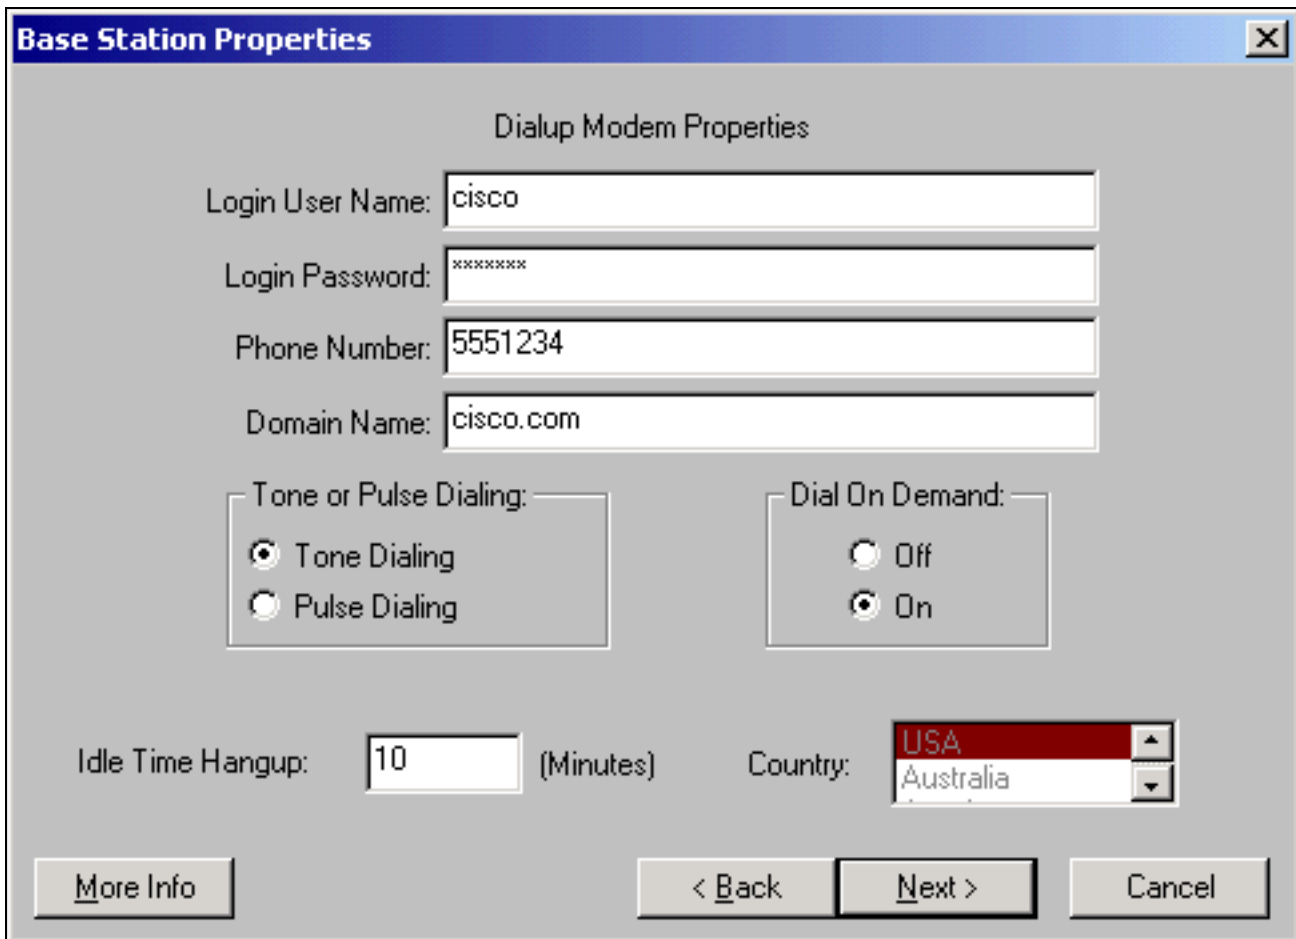 Base Station Properties
Dialup Modem Properties
Login User Name: cisco
Login Password: *******
Phone Number: 5551234
Domain Name: cisco.com
Tone or Pulse Dialing: Dial On Demand:
Tone Dialing Off
Pulse Dialing On
Idle Time Hangup: 10 (Minutes) Country: USA
Australia
More Info < Back Next > Cancel